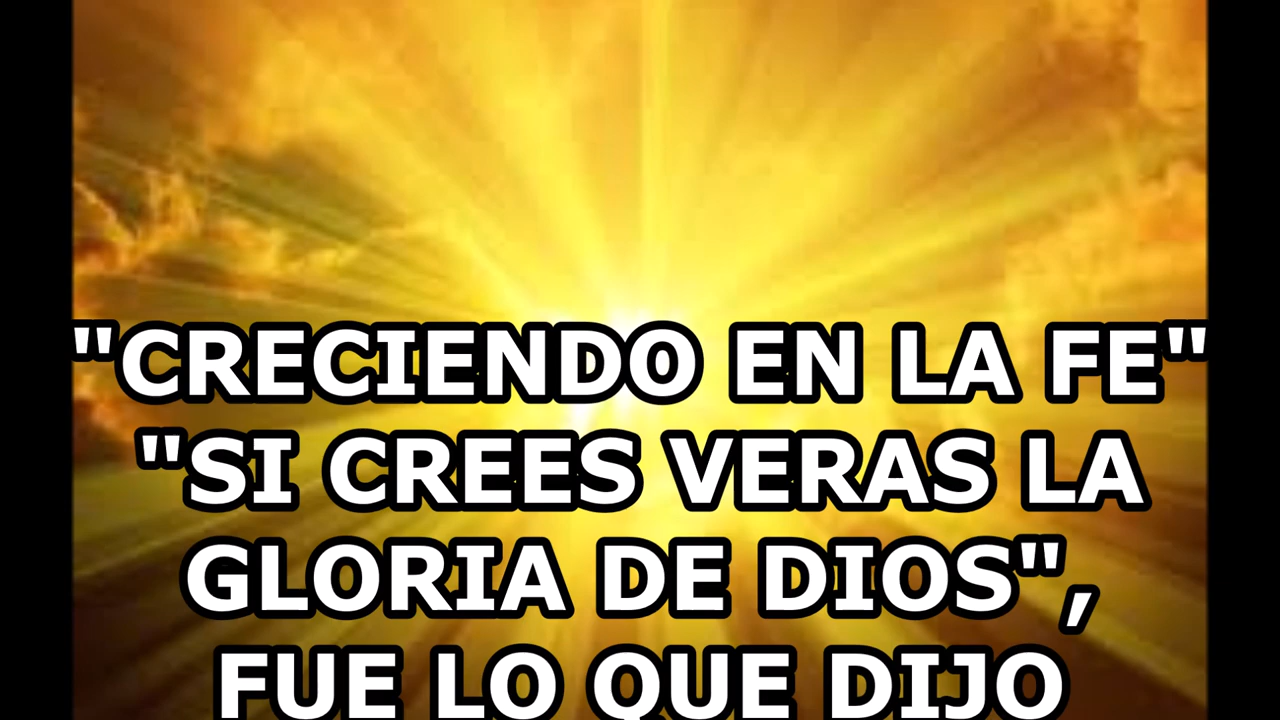 "CRECIENDO EN LA FE"
"SI CREES VERAS LA
GLORIA DE DIOS",
FUE LO QUE DIJO